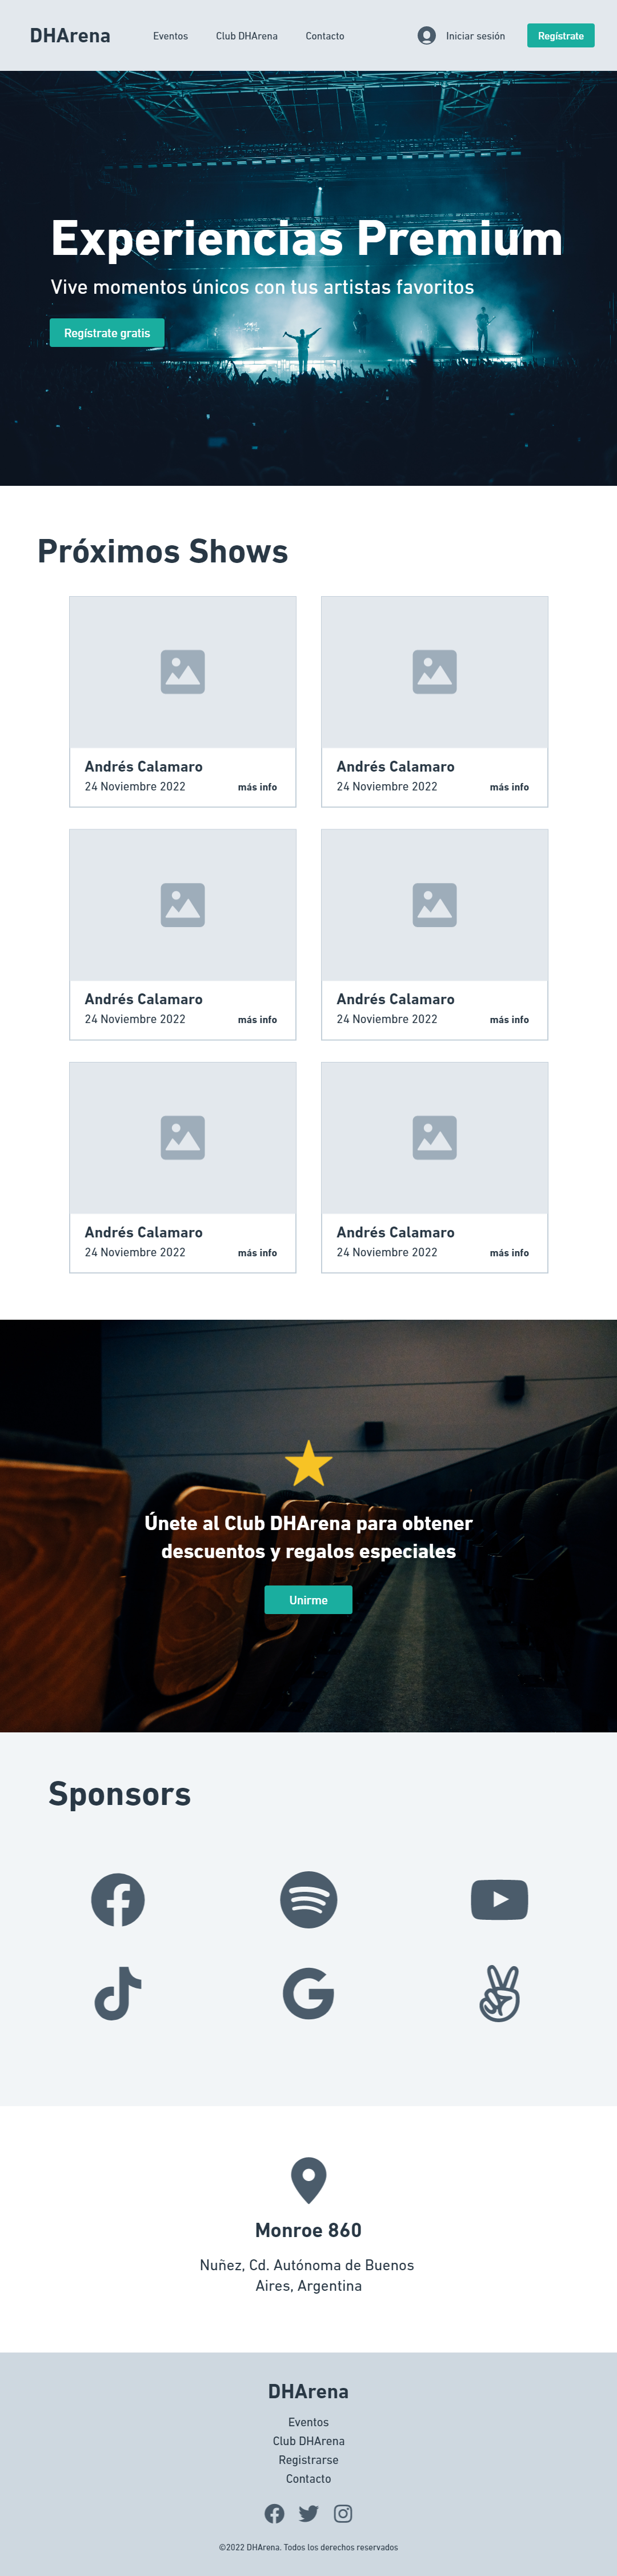 DHArena
Eventos
Club DHArena
Contacto
Iniciar sesión
Regístrate
Experiencias Premium
Vive momentos únicos con tus artistas favoritos
Regístrate gratis
Próximos Shows
Andrés Calamaro
24 Noviembre 2022
más info
Andrés Calamaro
24 Noviembre 2022
más info
Andrés Calamaro
24 Noviembre 2022
más info
Andrés Calamaro
24 Noviembre 2022
más info
Andrés Calamaro
24 Noviembre 2022
más info
Andrés Calamaro
24 Noviembre 2022
más info
Únete al Club DHArena para obtener
descuentos y regalos especiales
Unirme
Sponsors
Monroe 860
Nuñez, Cd. Autónoma de Buenos
Aires, Argentina
DHArena
Eventos
Club DHArena
Registrarse
Contacto
©2022 DHArena. Todos los derechos reservados